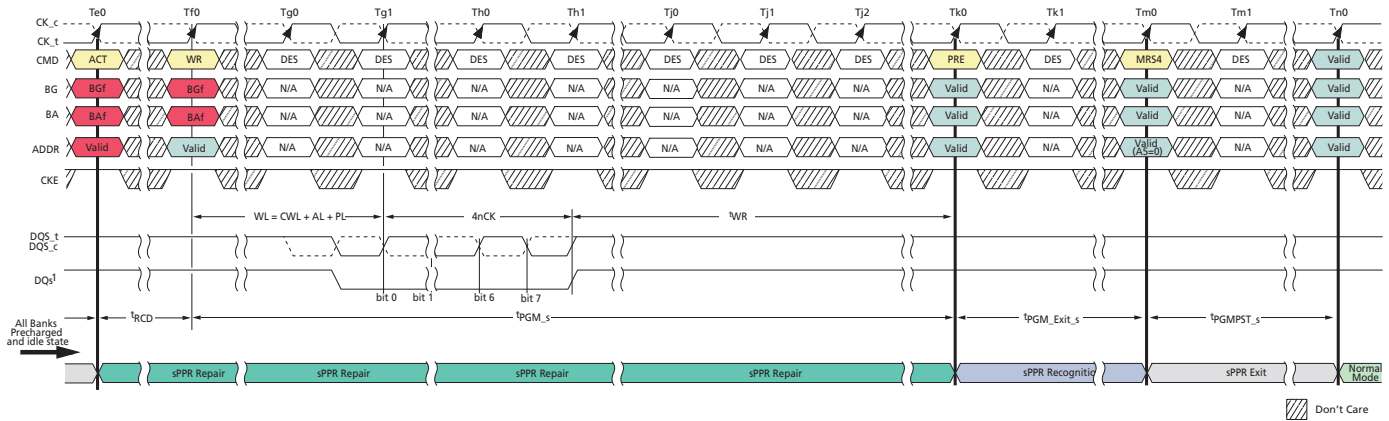 Te0 Tf0 Tg0 Tg1 Th0 Th1 Tj0 Tj1 Tj2 Tk0 Tk1 Tm0 Tm1 Tn0
CK_c
CK_t
CMD ACT WR DES DES DES DES DES DES DES PRE DES MRS4 DES Valid
BG BGf BGf N/A N/A N/A N/A N/A N/A N/A Valid N/A Valid N/A Valid
BA BAf BAf N/A N/A N/A N/A N/A N/A N/A Valid N/A Valid N/A Valid
ADDR Valid Valid N/A N/A N/A N/A N/A N/A N/A Valid N/A Valid (A5=0) N/A Valid
CKE
WL = CWL + AL + PL 4nCK tWR
DQS_t
DQS_c
DQs1
bit 0 bit 1 bit 6 bit 7
tRCD tPGM_s tPGM_Exit_s tPGMPST_s
All Banks
Precharged
and idle state
sPPR Repair sPPR Repair sPPR Repair sPPR Repair sPPR Recognitic sPPR Exit Normal Mode
Don't Care